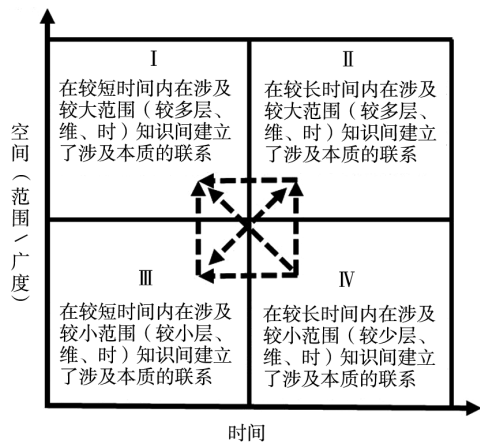 Ⅰ
在较短时间内在涉及
较大范围（较多层、
维、时）知识间建立
了涉及本质的联系
Ⅱ
在较长时间内在涉及
较大范围（较多层、
维、时）知识间建立
了涉及本质的联系
空间（范围/广度）
Ⅲ
在较短时间内在涉及
较小范围（较小层、
维、时）知识间建立
了涉及本质的联系
Ⅳ
在较长时间内在涉及
较小范围（较少层、
维、时）知识间建立
了涉及本质的联系
时间